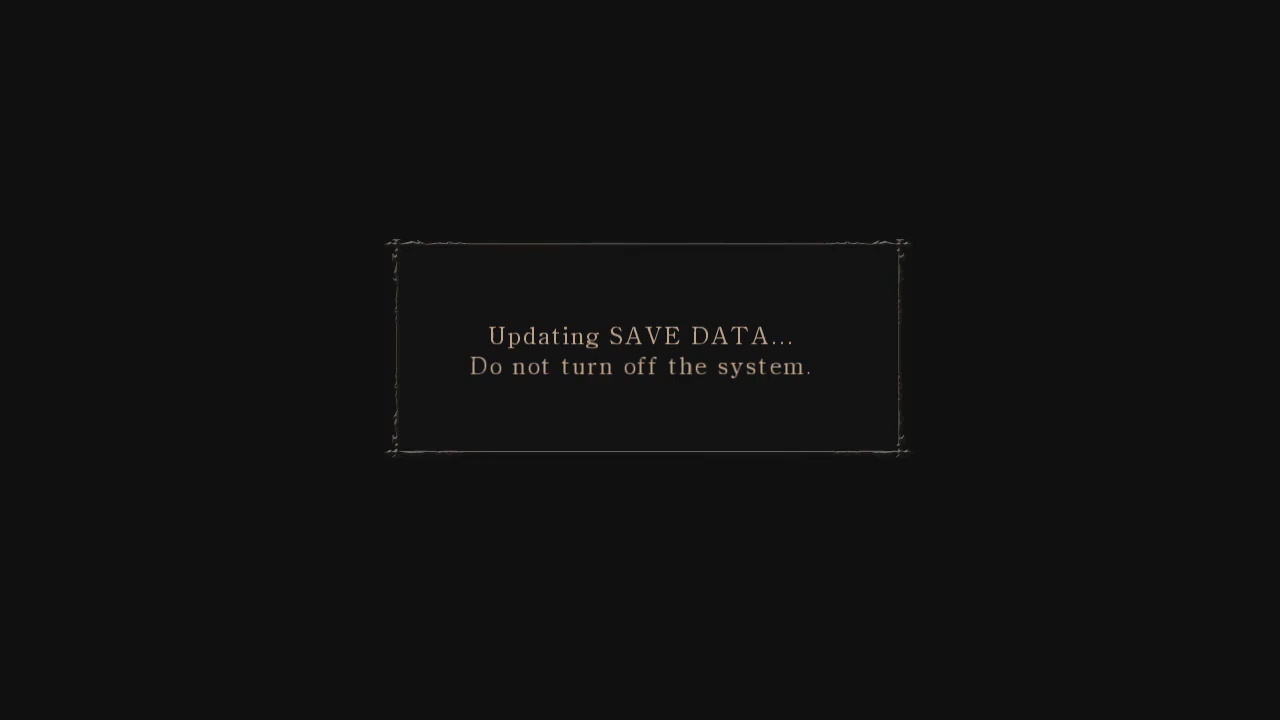 Updating SAVE DATA...
Do not turn off the system.